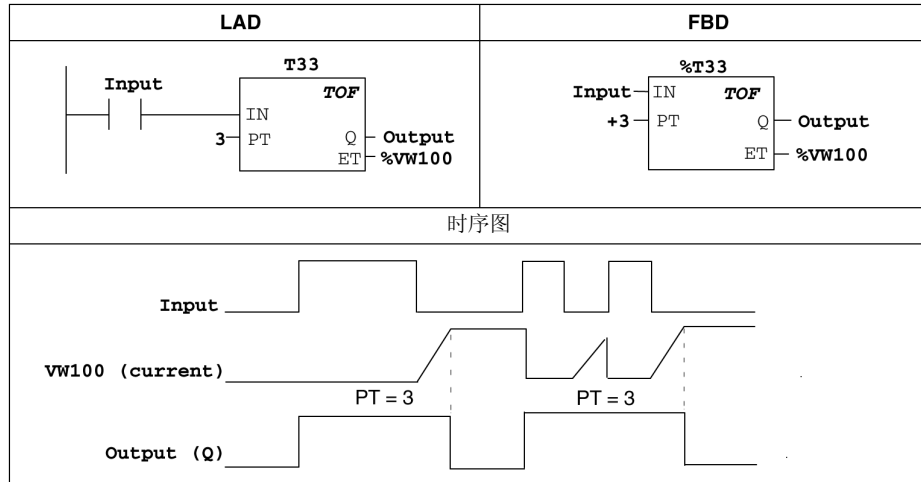 LAD
FBD
T33
Input
TOF
IN
3
PT
Q
Output
ET
%VW100
%T33
Input
IN
TOF
+3
PT
Q
Output
ET
%VW100
时序图
Input
VW100 (current)
PT = 3
PT = 3
Output (Q)